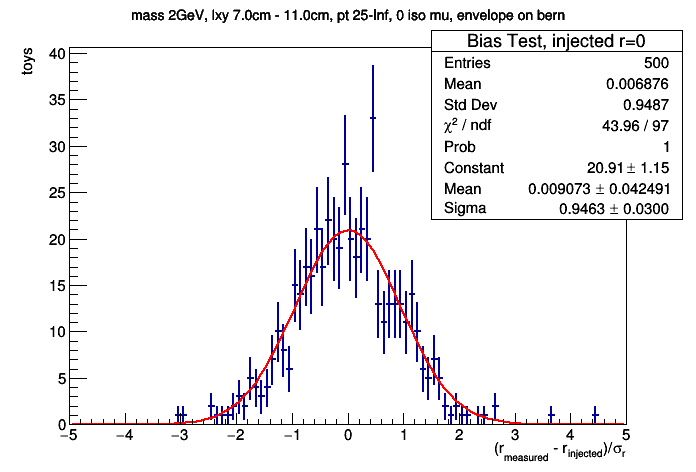 mass 2GeV, lxy 7.0cm - 11.0cm, pt 25-Inf, 0 iso mu, envelope on bern
Bias Test, injected r=0
Entries 500
Mean 0.006876
Std Dev 0.9487
χ² / ndf 43.96 / 97
Prob 1
Constant 20.91 ± 1.15
Mean 0.009073 ± 0.042491
Sigma 0.9463 ± 0.0300
toys
40
35
30
25
20
15
10
5
0
−5 −4 −3 −2 −1 0 1 2 3 4 5
(r_measured - r_injected)/σ_r